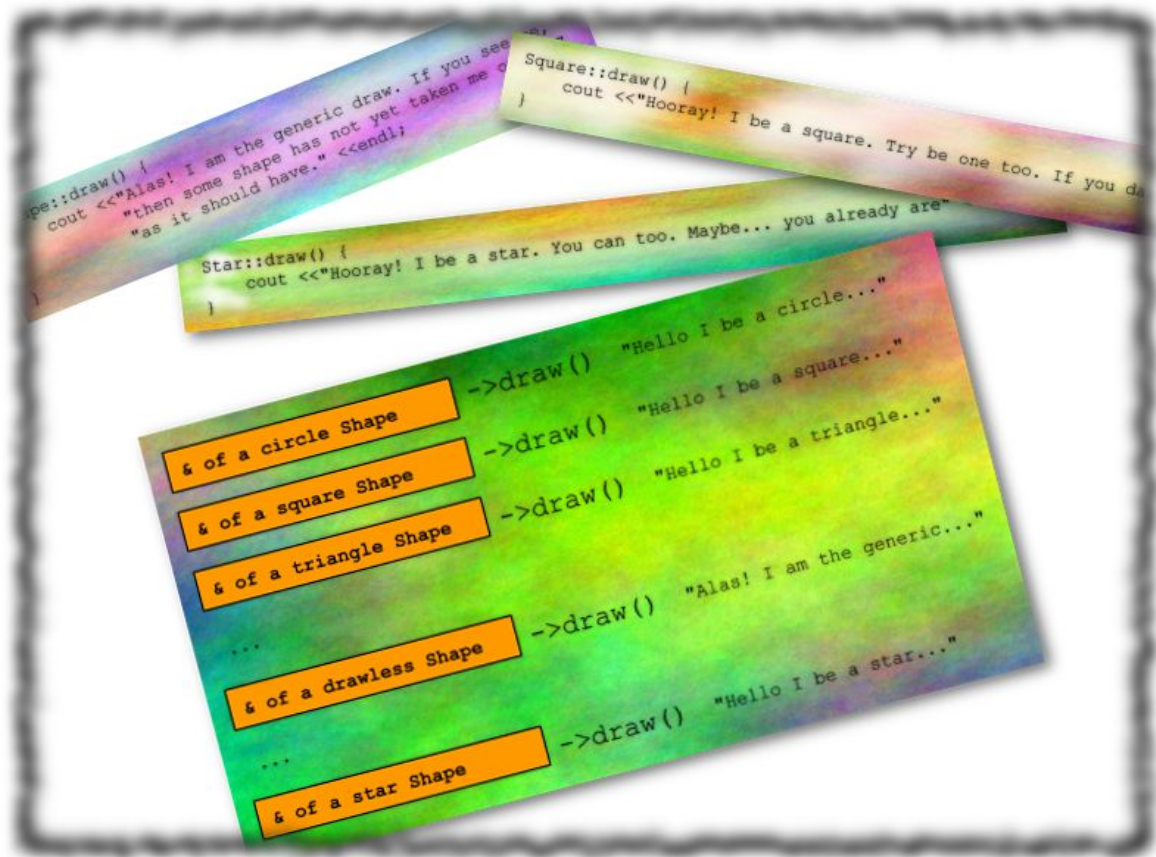 pe::draw() {
cout <<"Alas! I am the generic draw. If you see
"then some shape has not yet taken me o
"as it should have." <<endl;
}
Square::draw() {
cout <<"Hooray! I be a square. Try be one too. If you da
}
Star::draw() {
cout <<"Hooray! I be a star. You can too. Maybe... you already are"
}
& of a circle Shape ->draw() "Hello I be a circle..."
& of a square Shape ->draw() "Hello I be a square..."
& of a triangle Shape ->draw() "Hello I be a triangle..."
...
& of a drawless Shape ->draw() "Alas! I am the generic..."
...
& of a star Shape ->draw() "Hello I be a star..."